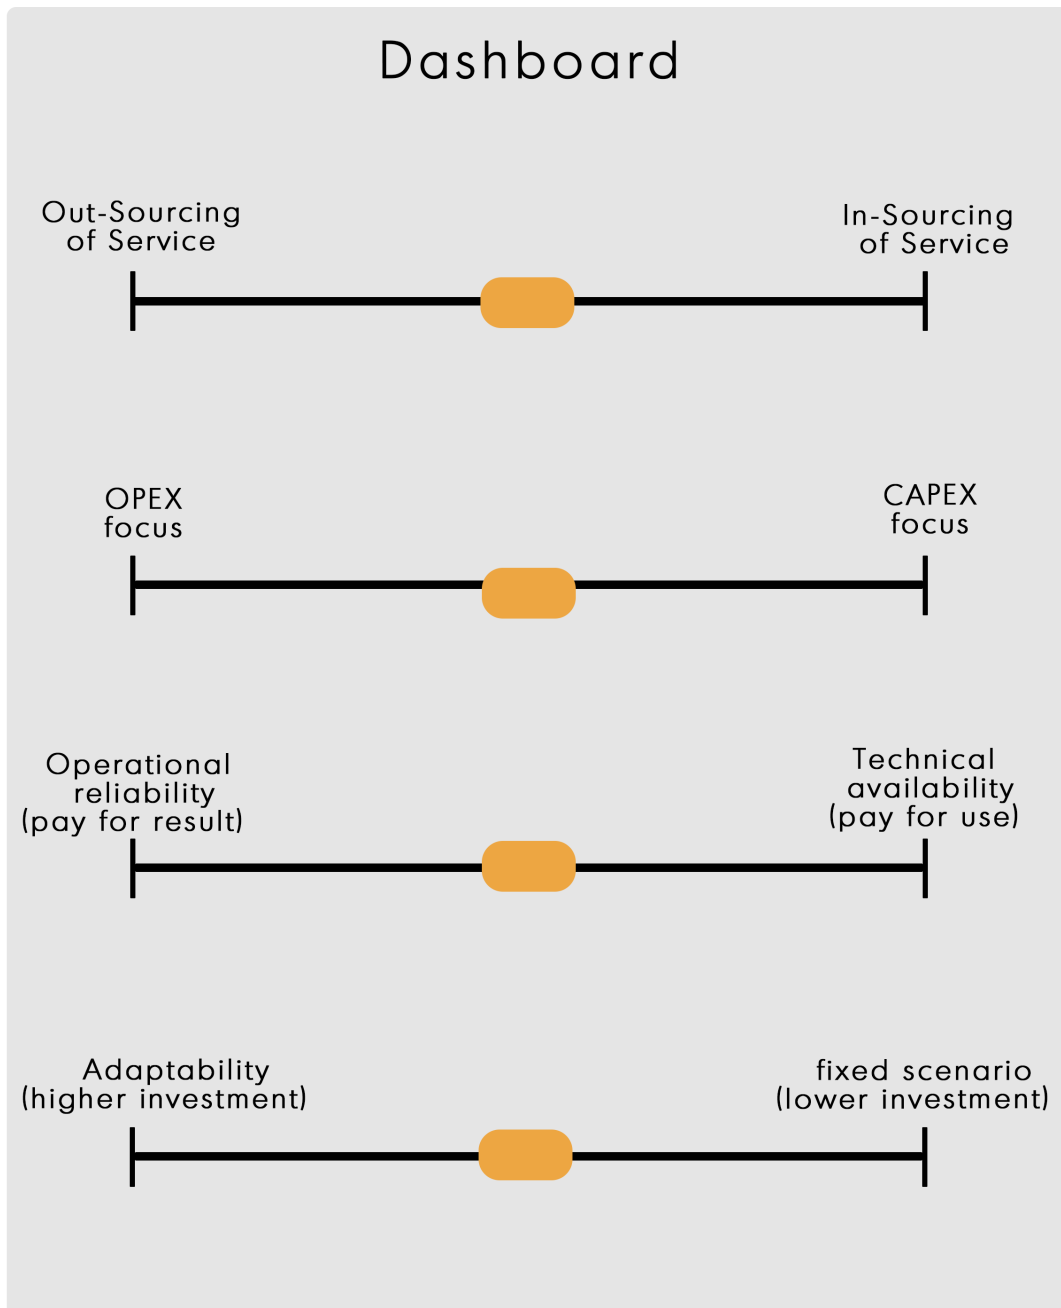 Dashboard
Out-Sourcing
of Service
In-Sourcing
of Service
OPEX
focus
CAPEX
focus
Operational
reliability
(pay for result)
Technical
availability
(pay for use)
Adaptability
(higher investment)
fixed scenario
(lower investment)